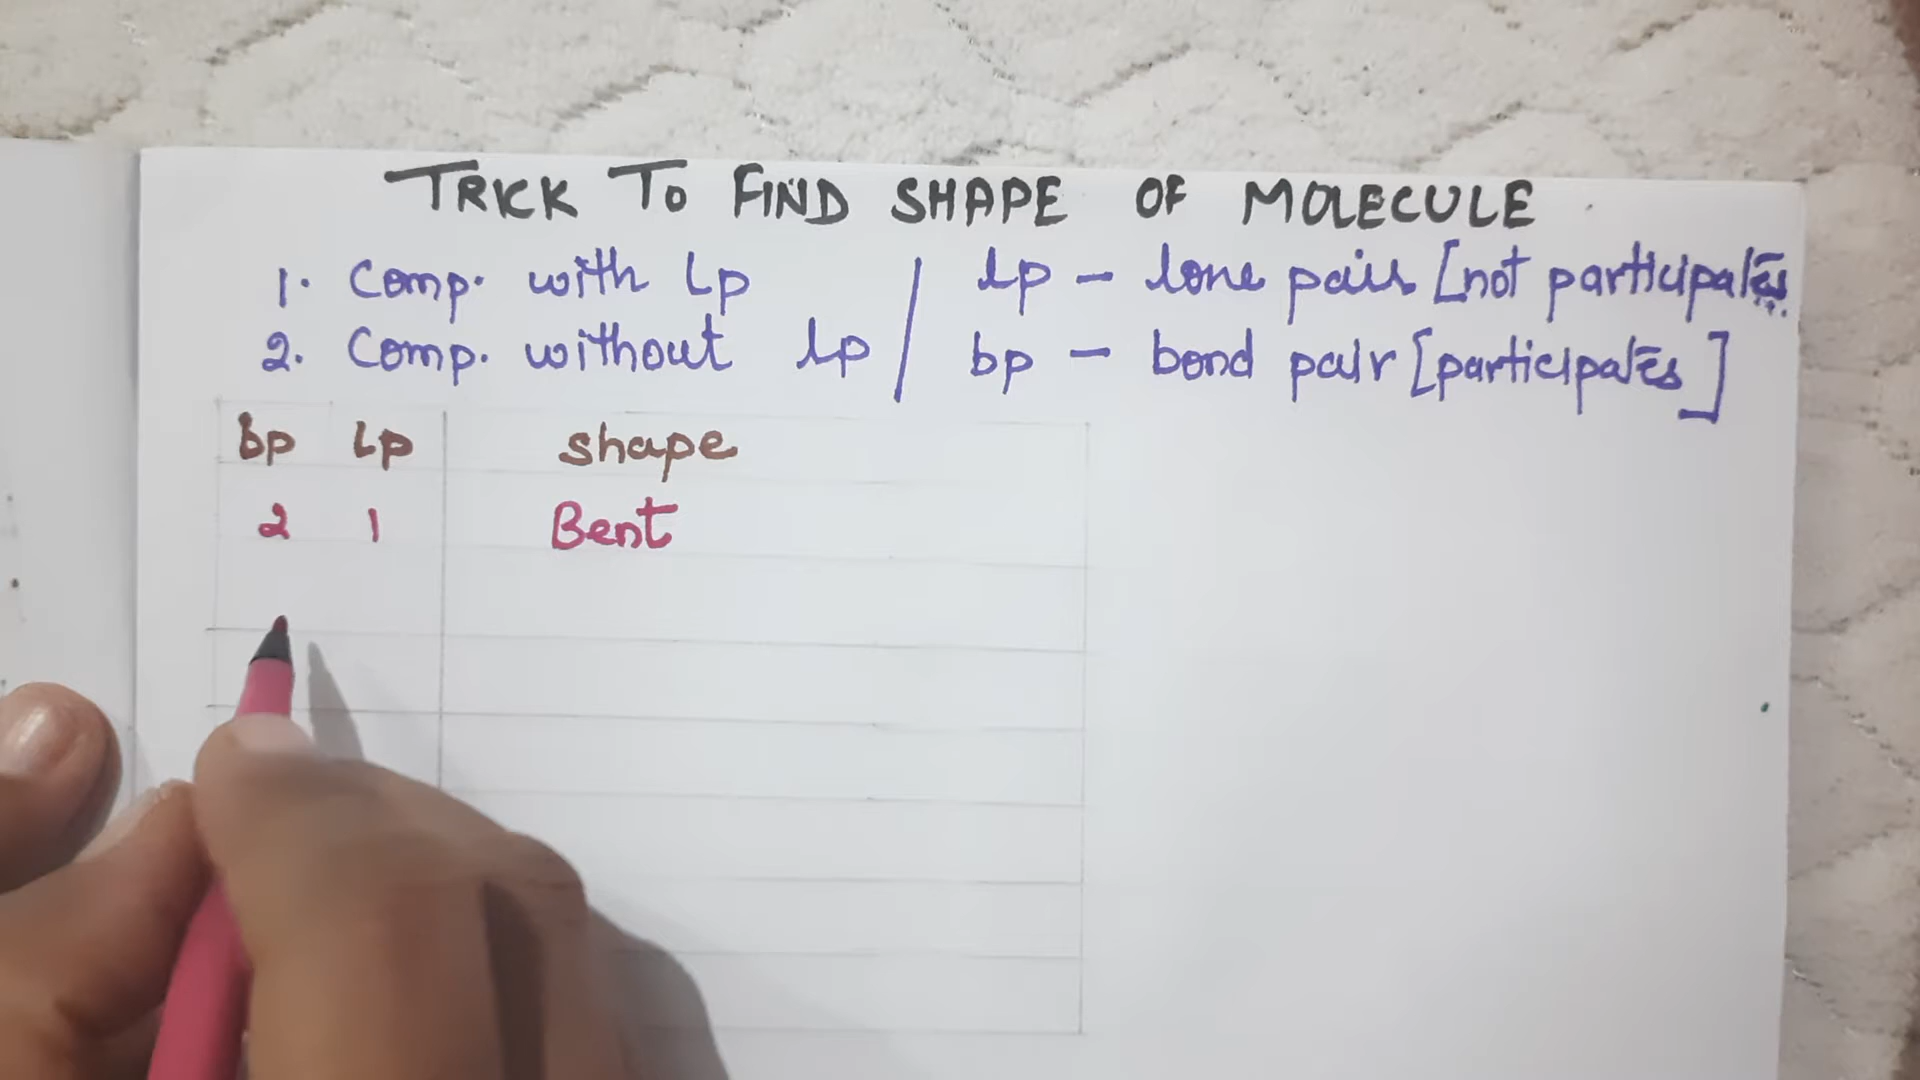 TRICK TO FIND SHAPE OF MOLECULE
1. Comp. with Lp / lp - lone pair [not participates
2. Comp. without lp / bp - bond pair [participates]
bp Lp shape
2 1 Bent